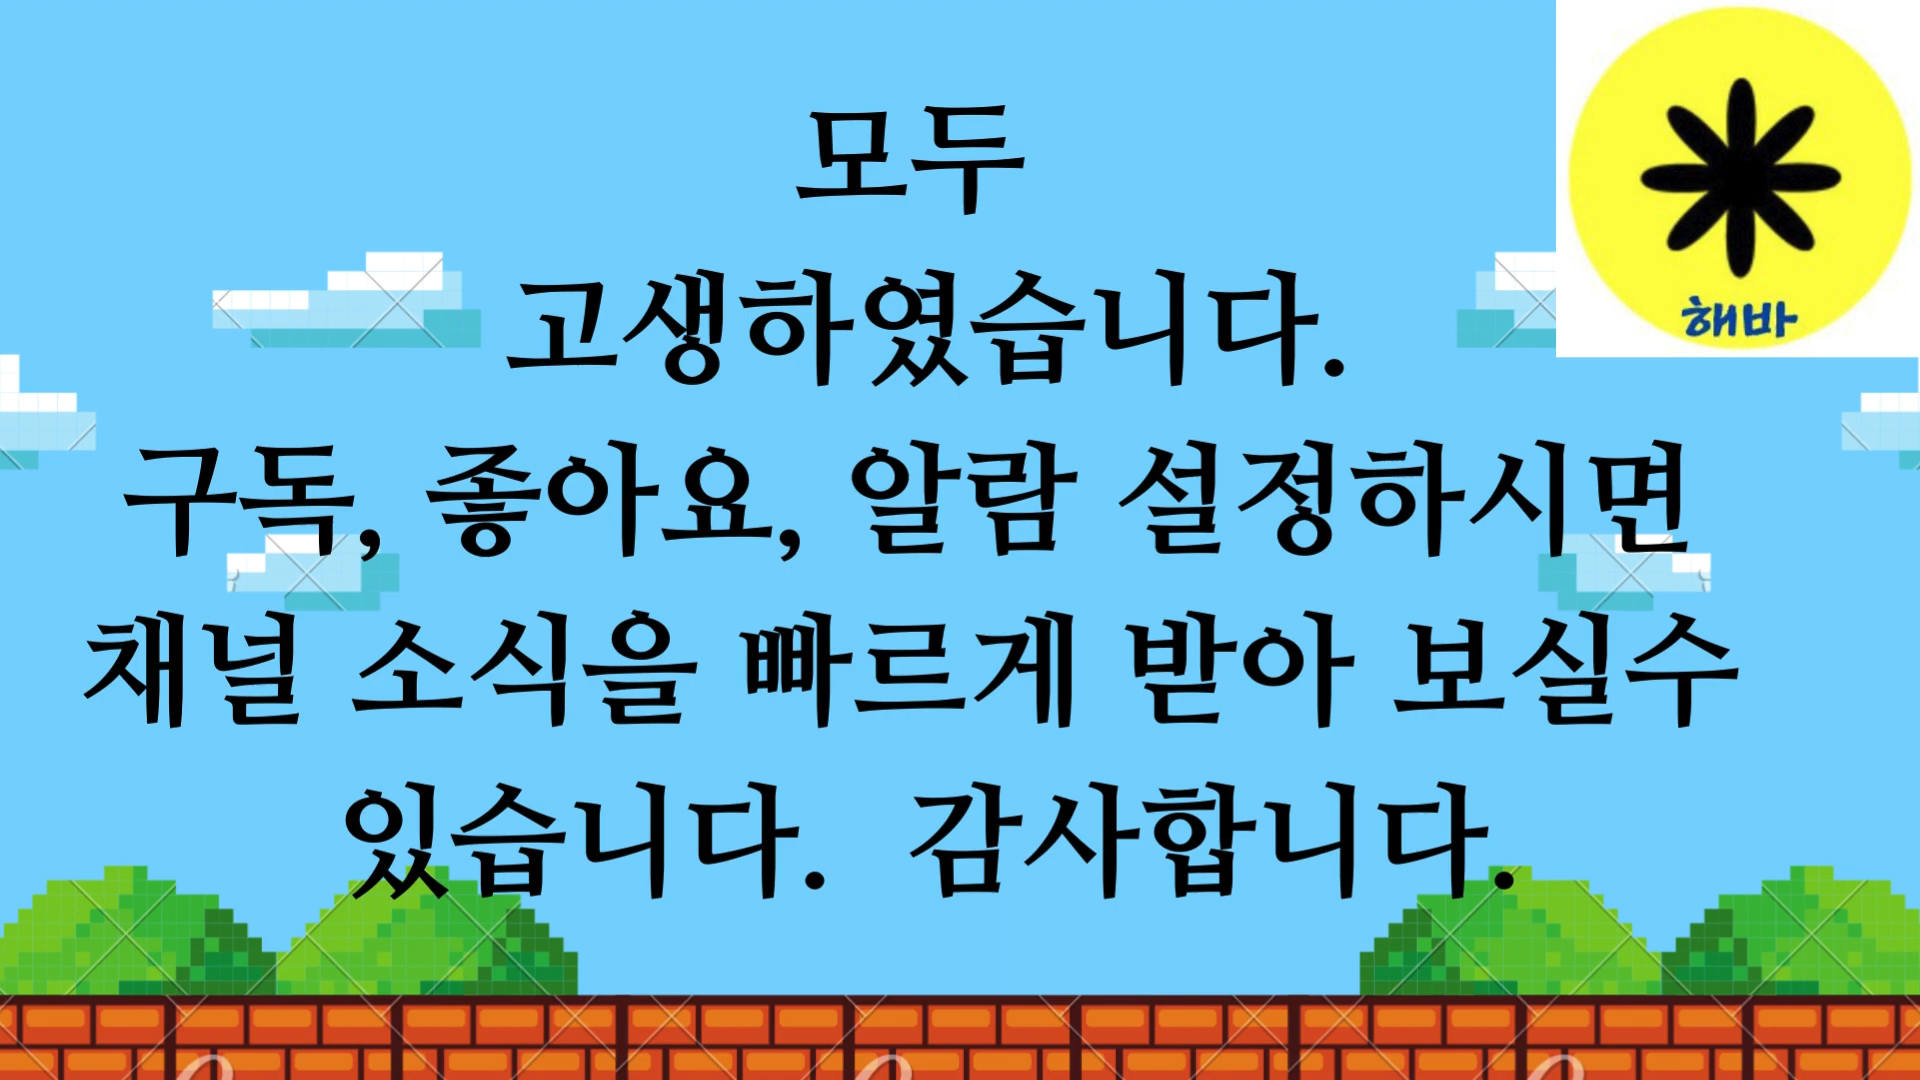 해바
모두
고생하였습니다.
구독, 좋아요, 알람 설정하시면
채널 소식을 빠르게 받아 보실수
있습니다.  감사합니다.